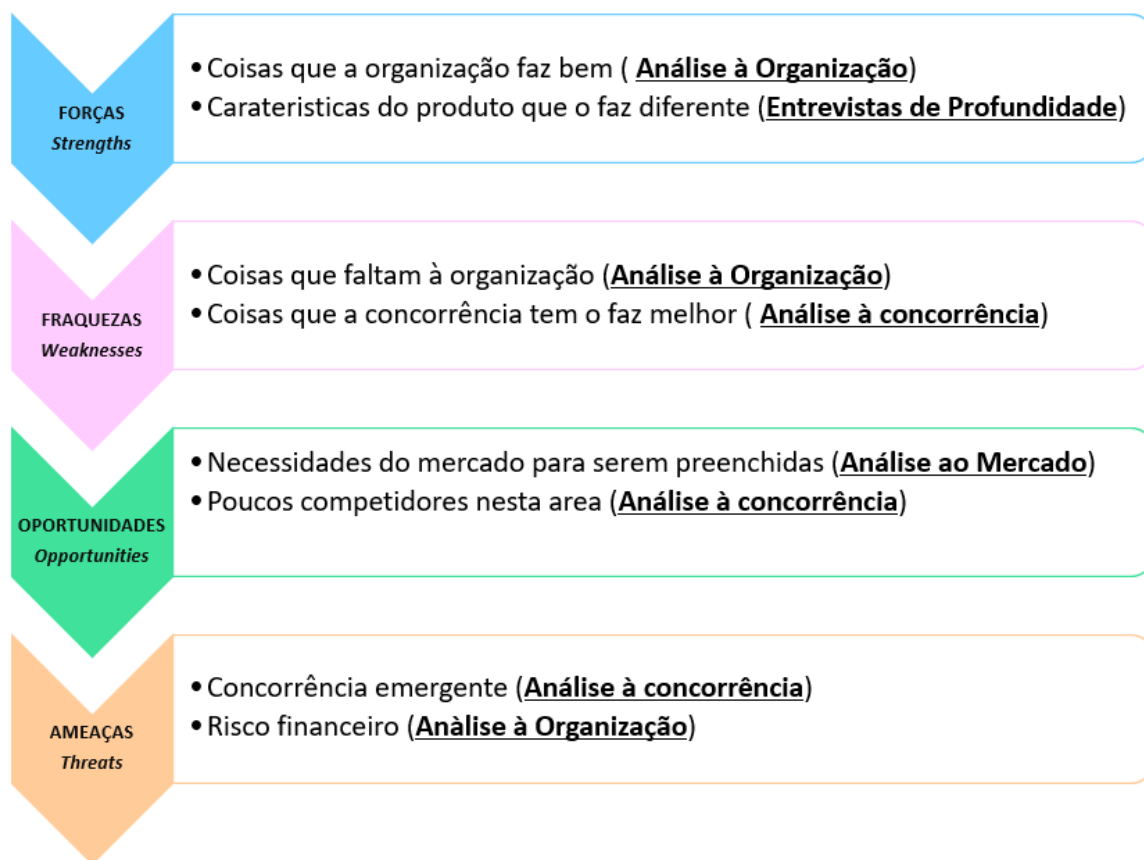 FORÇAS
Strengths
• Coisas que a organização faz bem ( Análise à Organização)
• Carateristicas do produto que o faz diferente (Entrevistas de Profundidade)
FRAQUEZAS
Weaknesses
• Coisas que faltam à organização (Análise à Organização)
• Coisas que a concorrência tem o faz melhor ( Análise à concorrência)
OPORTUNIDADES
Opportunities
• Necessidades do mercado para serem preenchidas (Análise ao Mercado)
• Poucos competidores nesta area (Análise à concorrência)
AMEAÇAS
Threats
• Concorrência emergente (Análise à concorrência)
• Risco financeiro (Anàlise à Organização)